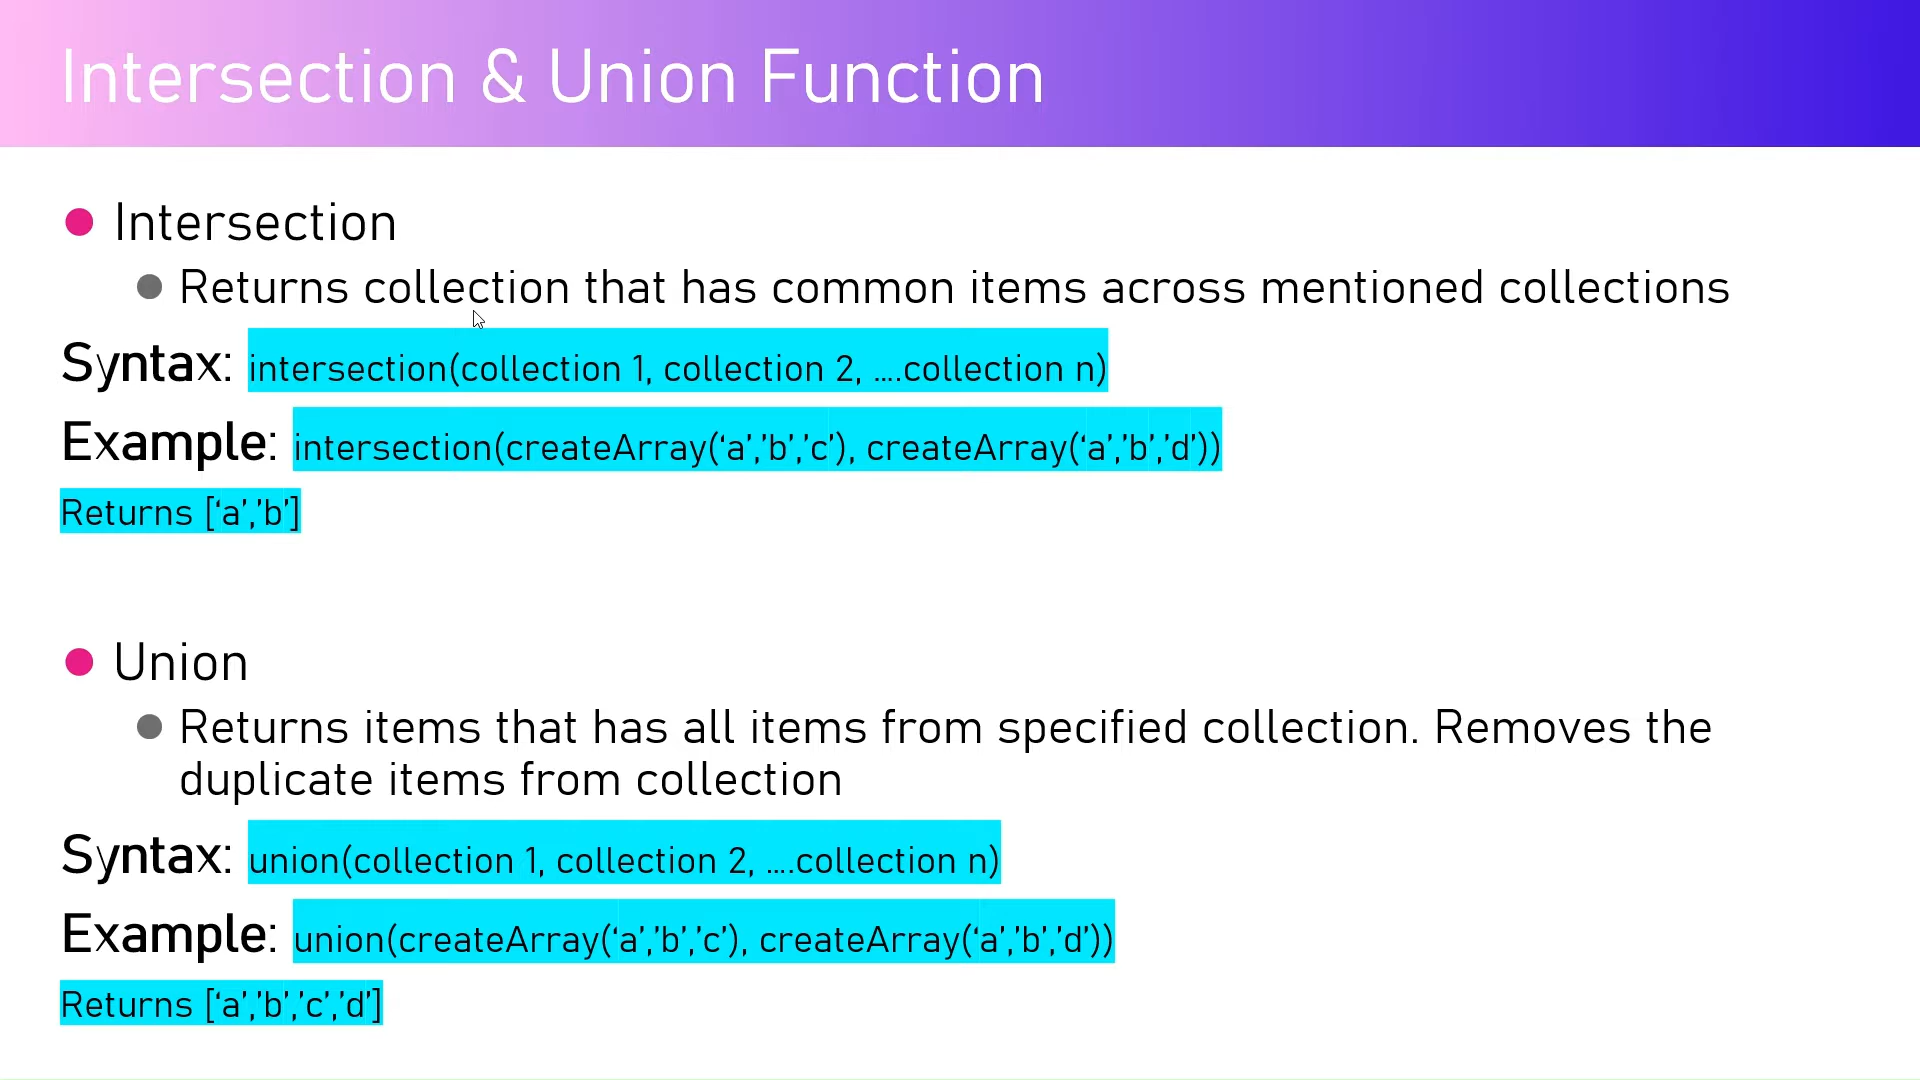 Intersection & Union Function
Intersection
Returns collection that has common items across mentioned collections
Syntax: intersection(collection 1, collection 2, ....collection n)
Example: intersection(createArray(‘a’,’b’,’c’), createArray(‘a’,’b’,’d’))
Returns [‘a’,’b’]
Union
Returns items that has all items from specified collection. Removes the
duplicate items from collection
Syntax: union(collection 1, collection 2, ....collection n)
Example: union(createArray(‘a’,’b’,’c’), createArray(‘a’,’b’,’d’))
Returns [‘a’,’b’,’c’,’d’]